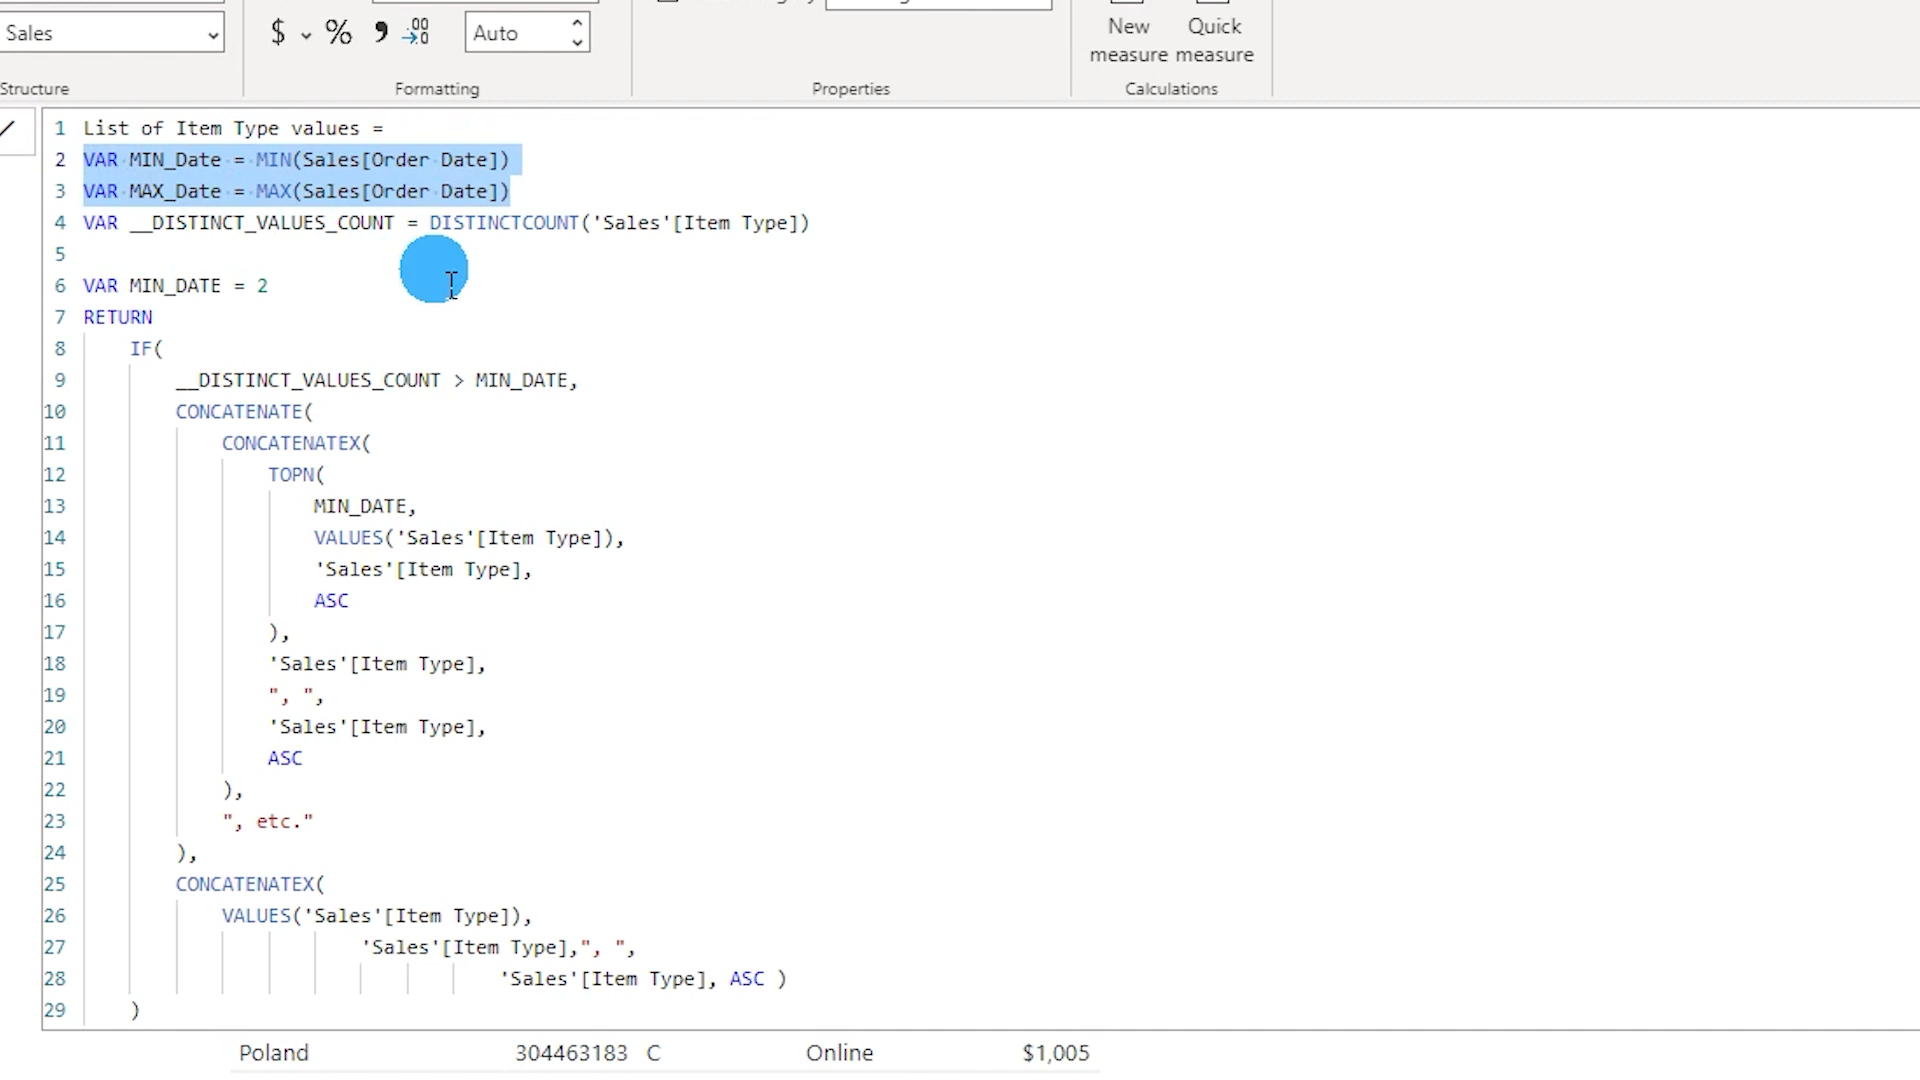 Sales
$ % 9 .00
Auto
New
measure
Quick
measure
Structure
Formatting
Properties
Calculations
1 List of Item Type values =
2 VAR MIN_Date = MIN(Sales[Order Date])
3 VAR MAX_Date = MAX(Sales[Order Date])
4 VAR __DISTINCT_VALUES_COUNT = DISTINCTCOUNT('Sales'[Item Type])
5
6 VAR MIN_DATE = 2
7 RETURN
8 IF(
9 __DISTINCT_VALUES_COUNT > MIN_DATE,
10 CONCATENATE(
11 CONCATENATEX(
12 TOPN(
13 MIN_DATE,
14 VALUES('Sales'[Item Type]),
15 'Sales'[Item Type],
16 ASC
17 ),
18 'Sales'[Item Type],
19 ", ",
20 'Sales'[Item Type],
21 ASC
22 ),
23 ", etc."
24 ),
25 CONCATENATEX(
26 VALUES('Sales'[Item Type]),
27 'Sales'[Item Type],", ",
28 'Sales'[Item Type], ASC )
29 )
Poland 304463183 C Online $1,005